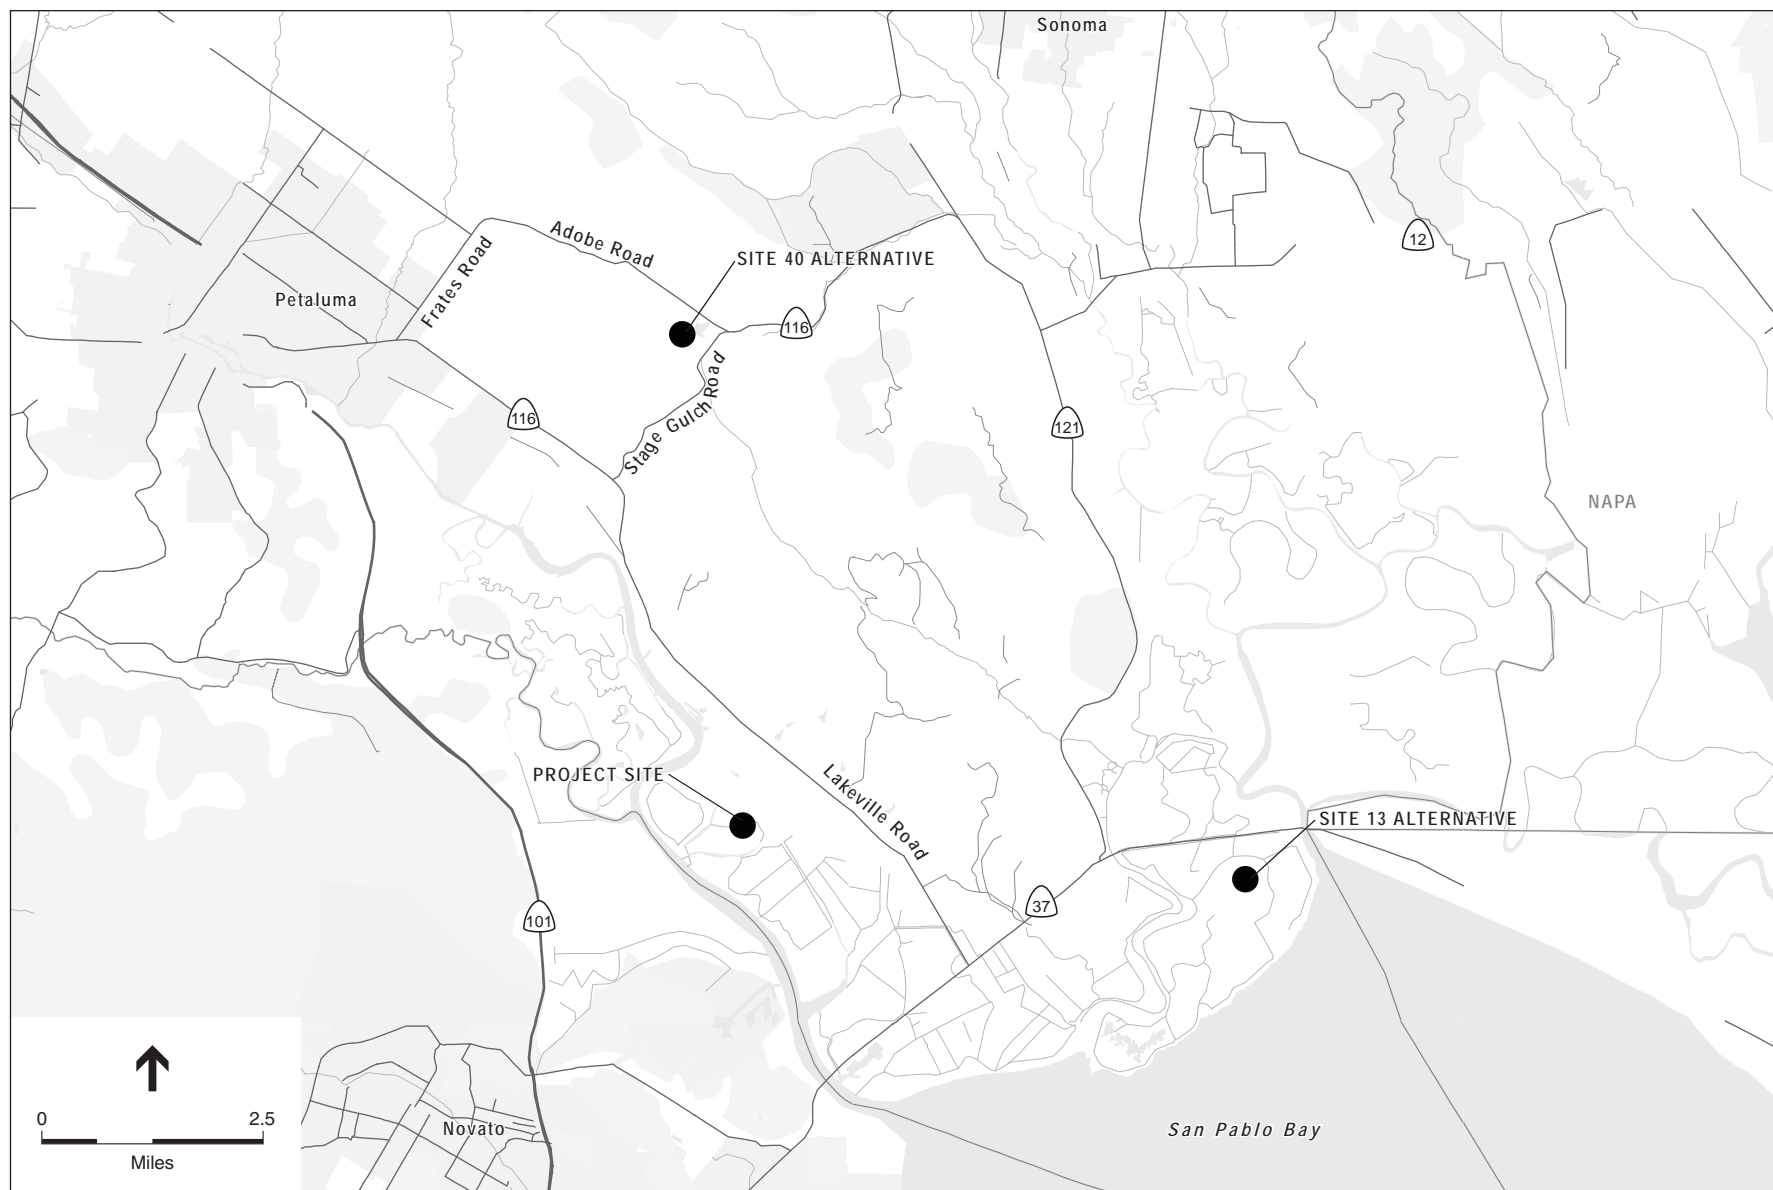 Sonoma
Adobe Road
12
SITE 40 ALTERNATIVE
Frates Road
Petaluma
116
Stage Gulch Road
116
121
NAPA
PROJECT SITE
Lakeville Road
SITE 13 ALTERNATIVE
37
101
0 2.5
Miles
Novato
San Pablo Bay